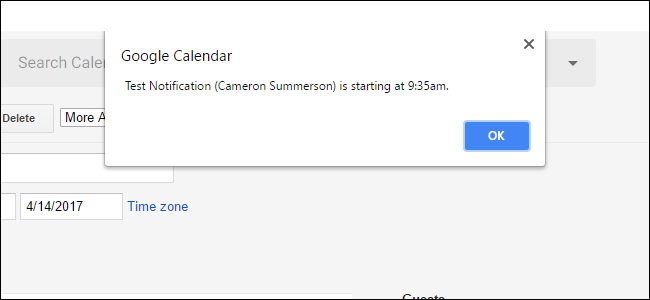 Google Calendar
Search Calen
Test Notification (Cameron Summerson) is starting at 9:35am.
Delete
More A
OK
4/14/2017
Time zone
Guests